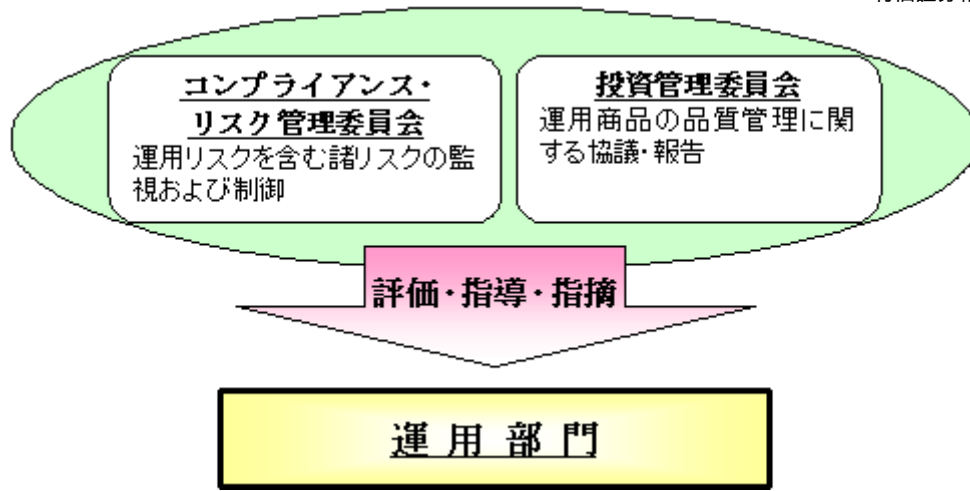 コンプライアンス・
リスク管理委員会
運用リスクを含む諸リスクの監
視および制御
投資管理委員会
運用商品の品質管理に関
する協議・報告
評価・指導・指摘
運用部門